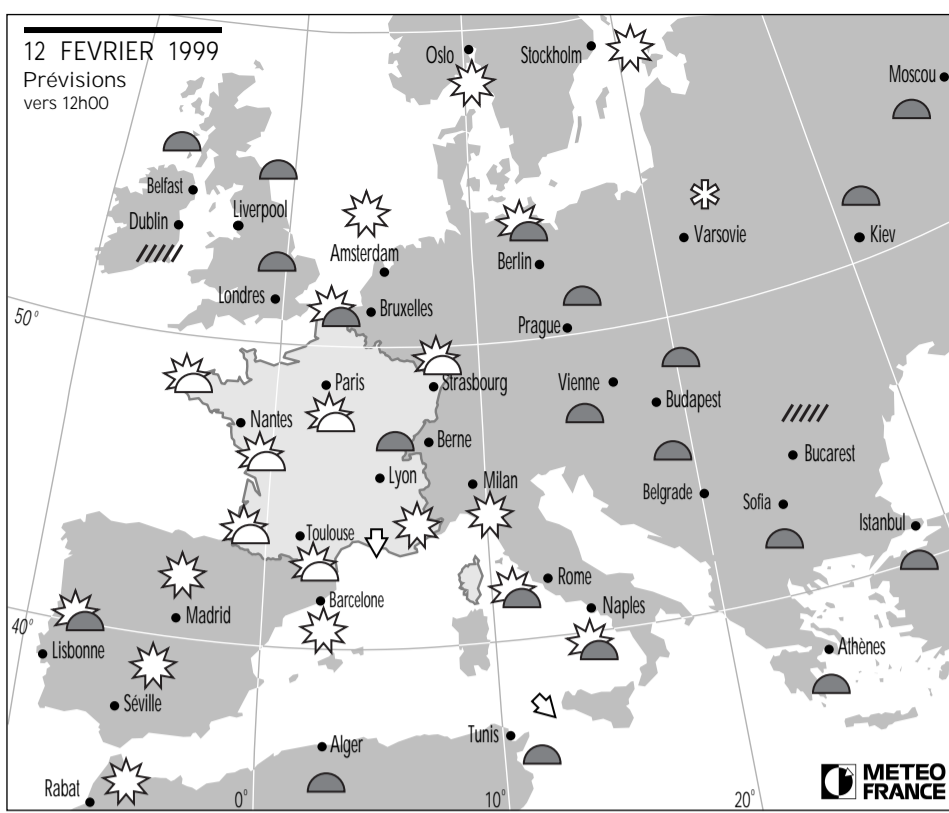 12 FEVRIER 1999
Prévisions
vers 12h00
Oslo
Stockholm
Moscou
Belfast
Dublin
Liverpool
Amsterdam
Varsovie
Kiev
Berlin
Londres
Bruxelles
50°
Prague
Paris
Strasbourg
Vienne
Budapest
Nantes
Berne
Bucarest
Lyon
Milan
Belgrade
Sofia
Istanbul
Toulouse
Rome
Madrid
Barcelone
Naples
40°
Lisbonne
Athènes
Séville
Alger
Tunis
Rabat
0°
10°
20°
METEO
FRANCE